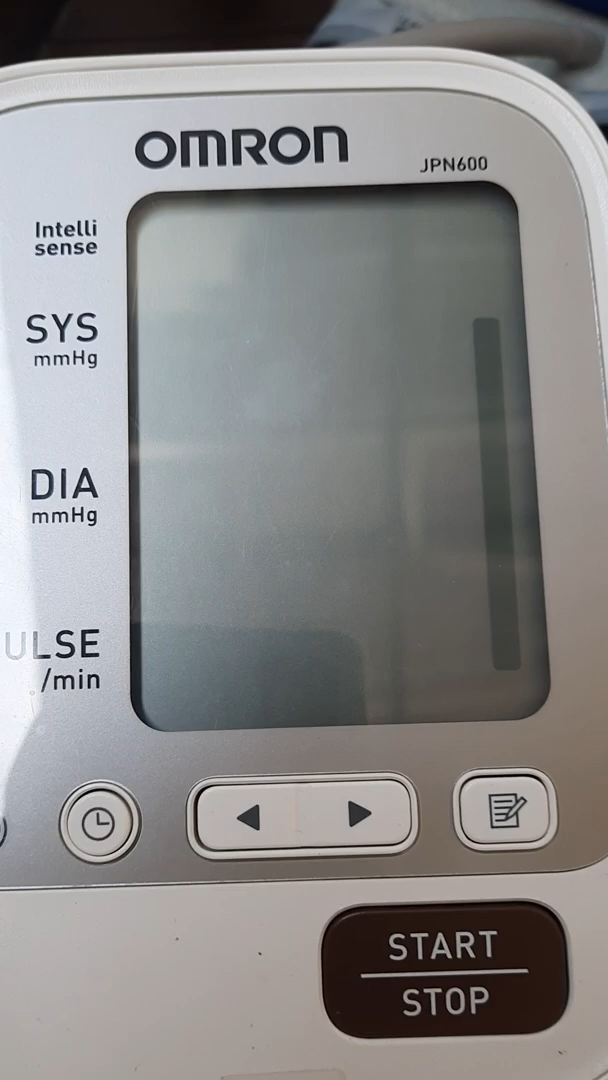 OMRON
JPN600
Intelli
sense
SYS
mmHg
DIA
mmHg
ULSE
/min
START
STOP